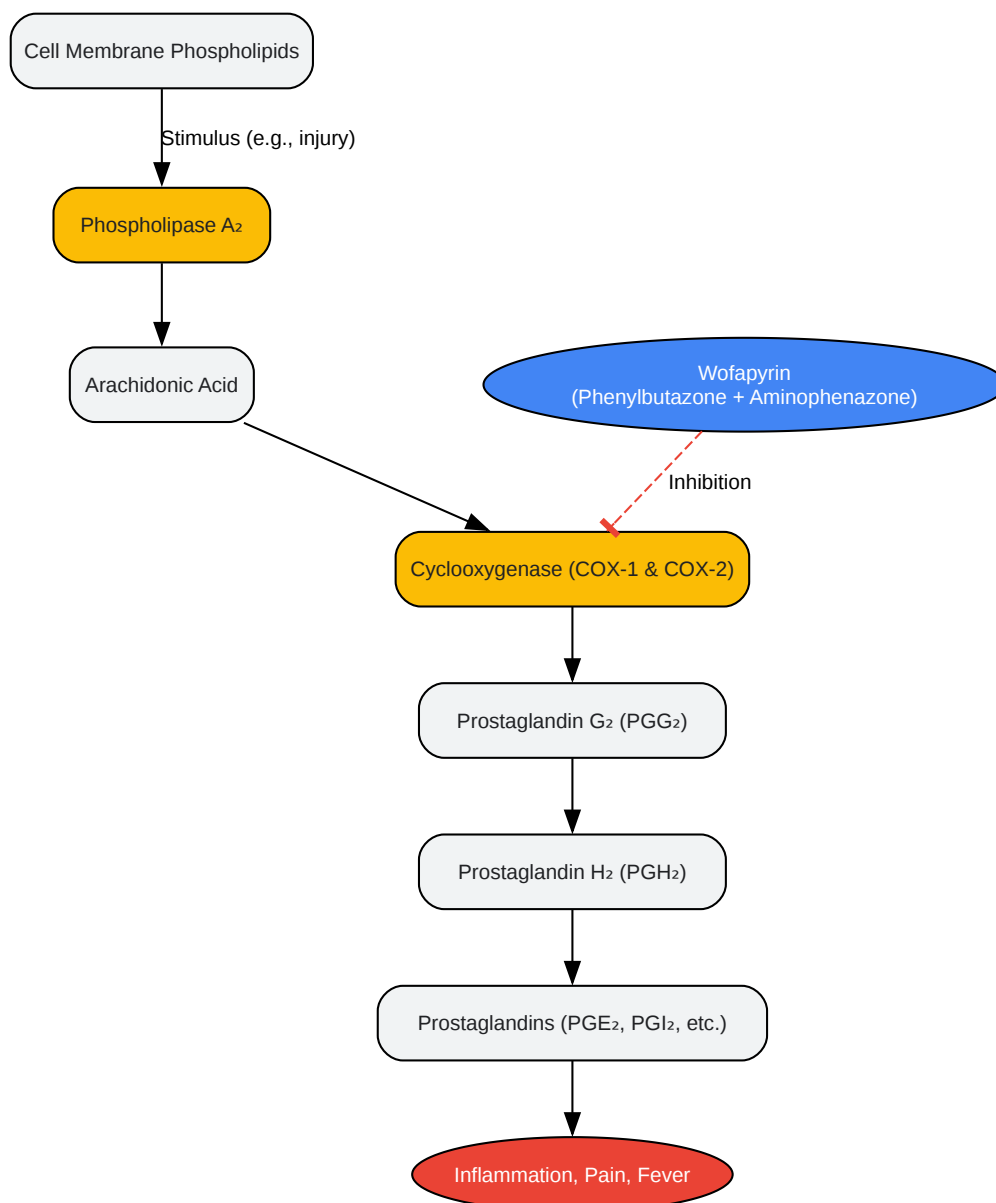 Cell Membrane Phospholipids
Stimulus (e.g., injury)
Phospholipase A₂
Arachidonic Acid
Wofapyrin
(Phenylbutazone + Aminophenazone)
Inhibition
Cyclooxygenase (COX-1 & COX-2)
Prostaglandin G₂ (PGG₂)
Prostaglandin H₂ (PGH₂)
Prostaglandins (PGE₂, PGI₂, etc.)
Inflammation, Pain, Fever